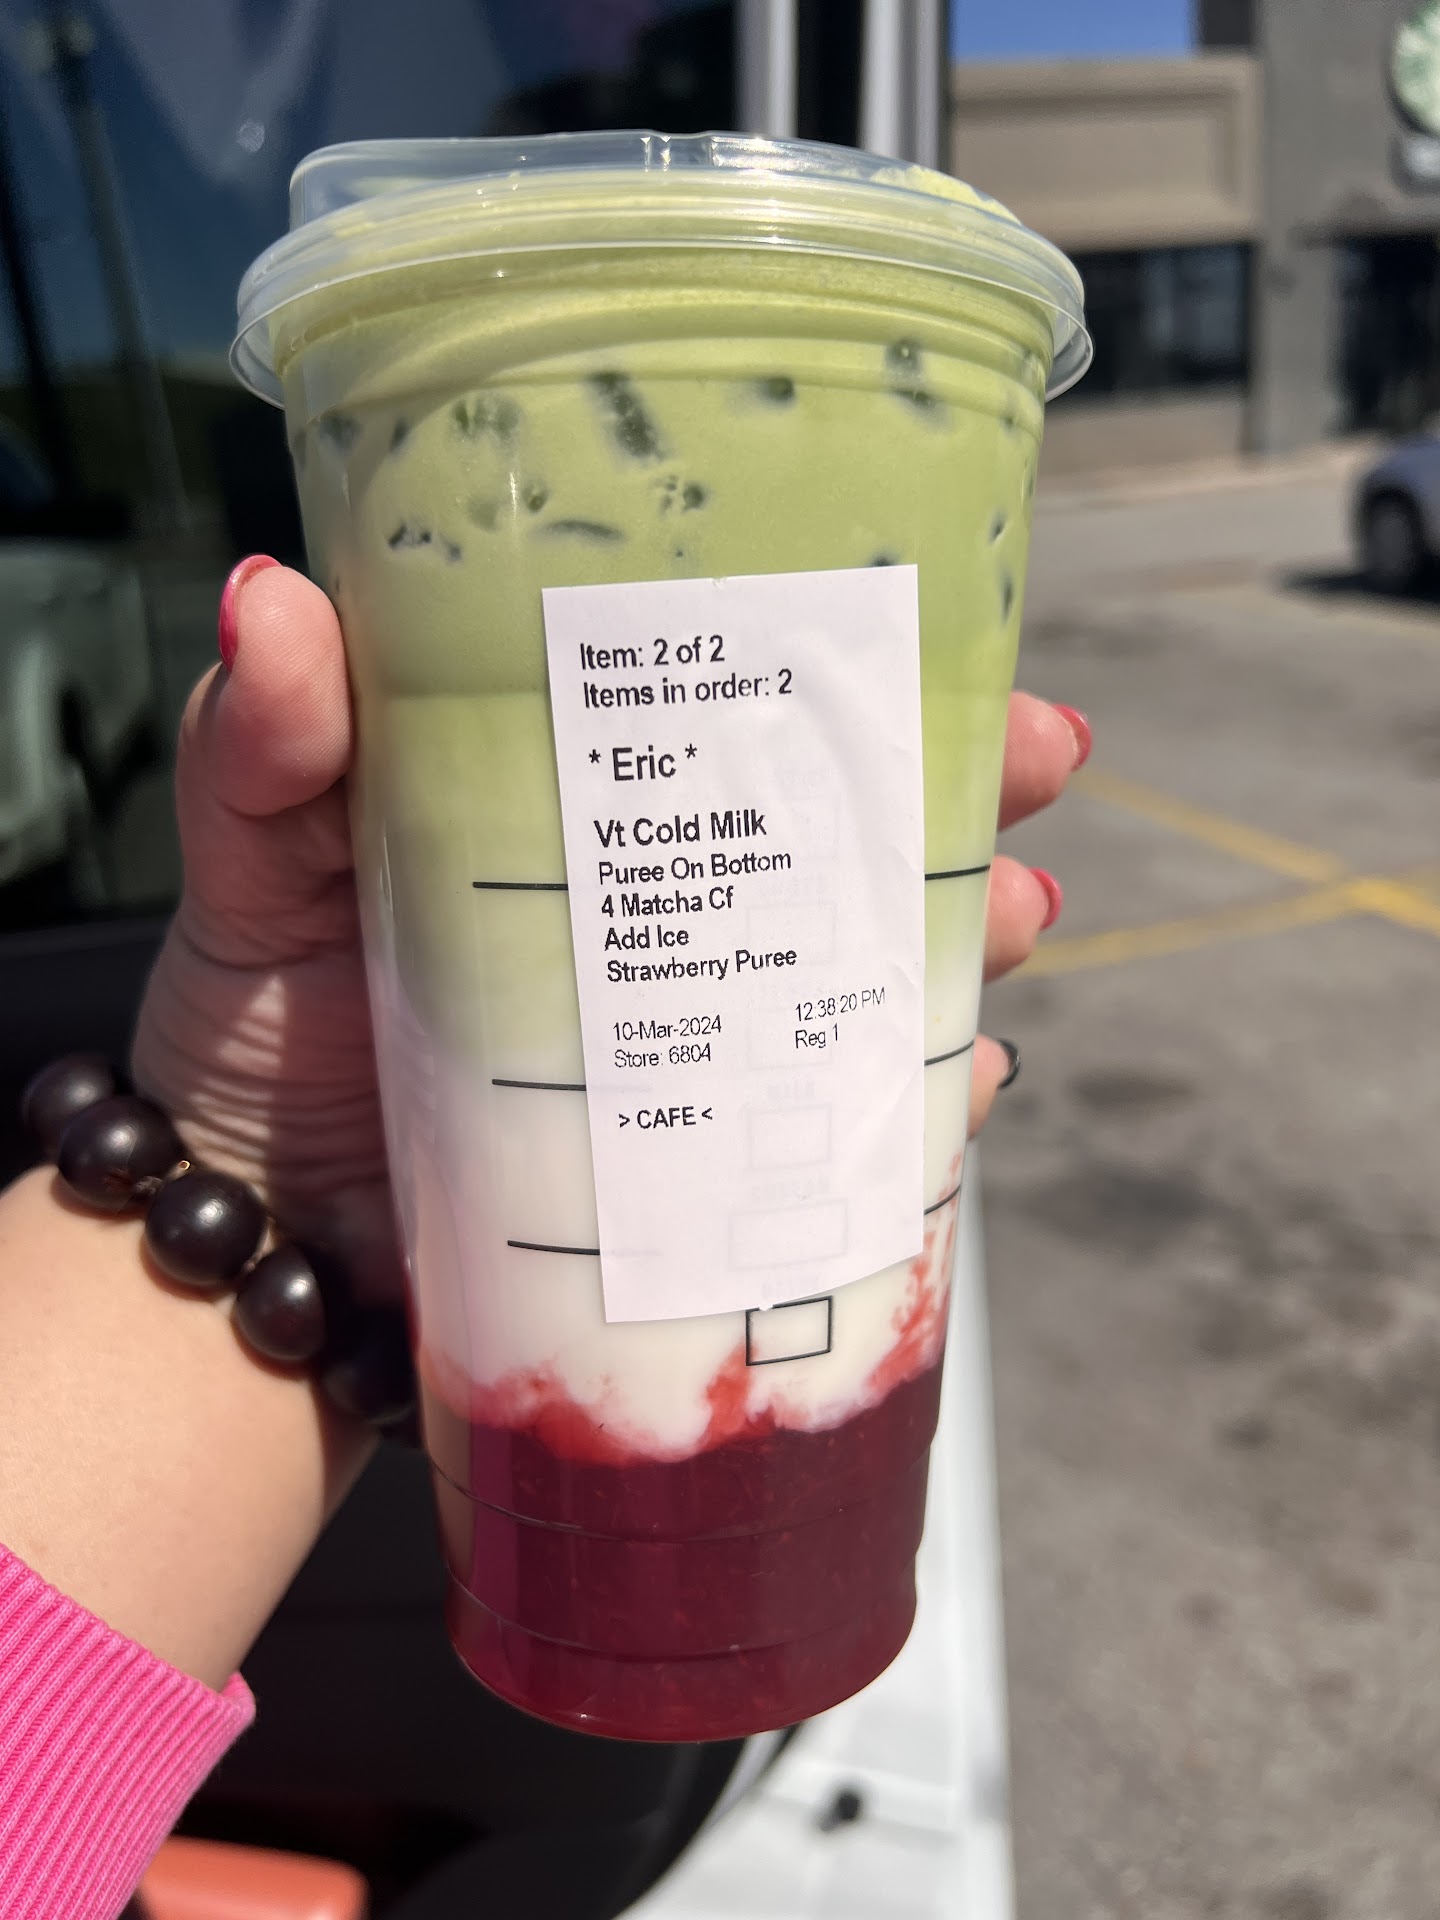 Item: 2 of 2
Items in order: 2
* Eric *
Vt Cold Milk
Puree On Bottom
4 Matcha Cf
Add Ice
Strawberry Puree
10-Mar-2024 12:38:20 PM
Store: 6804 Reg 1
> CAFE <